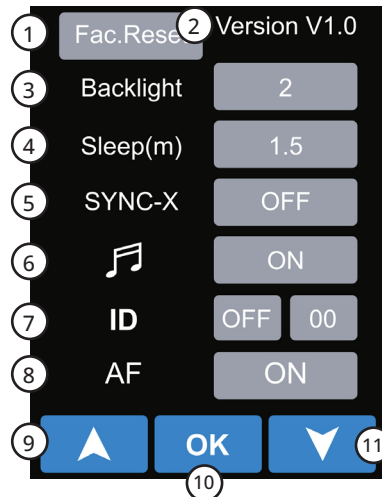 1 Fac.Rese 2 Version V1.0
3 Backlight 2
4 Sleep(m) 1.5
5 SYNC-X OFF
6 ON
7 ID OFF 00
8 AF ON
9 OK 11
10